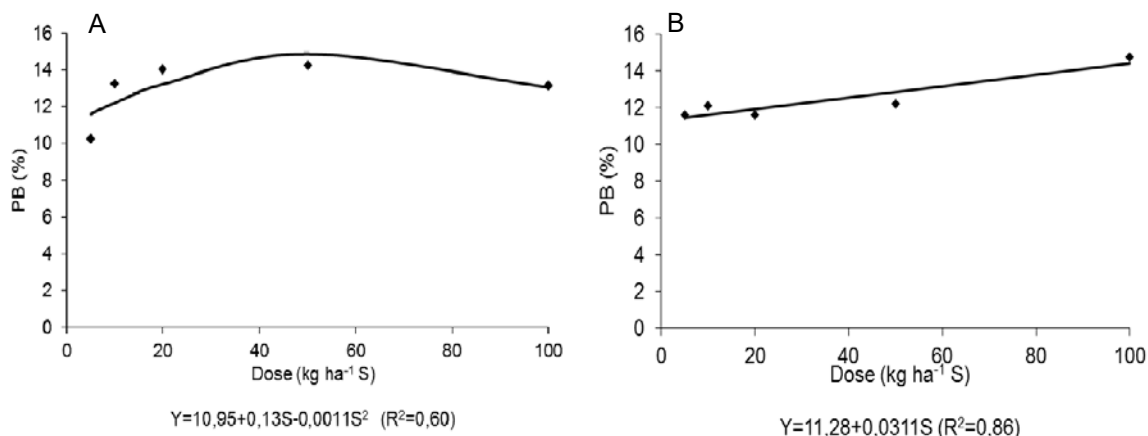 A
16
14
12
10
8
6
4
2
0
PB (%)
0 20 40 60 80 100
Dose (kg ha⁻¹ S)
Y=10,95+0,13S-0,0011S² (R²=0,60)
B
16
14
12
10
8
6
4
2
0
PB (%)
0 20 40 60 80 100
Dose (kg ha⁻¹ S)
Y=11,28+0,0311S (R²=0,86)